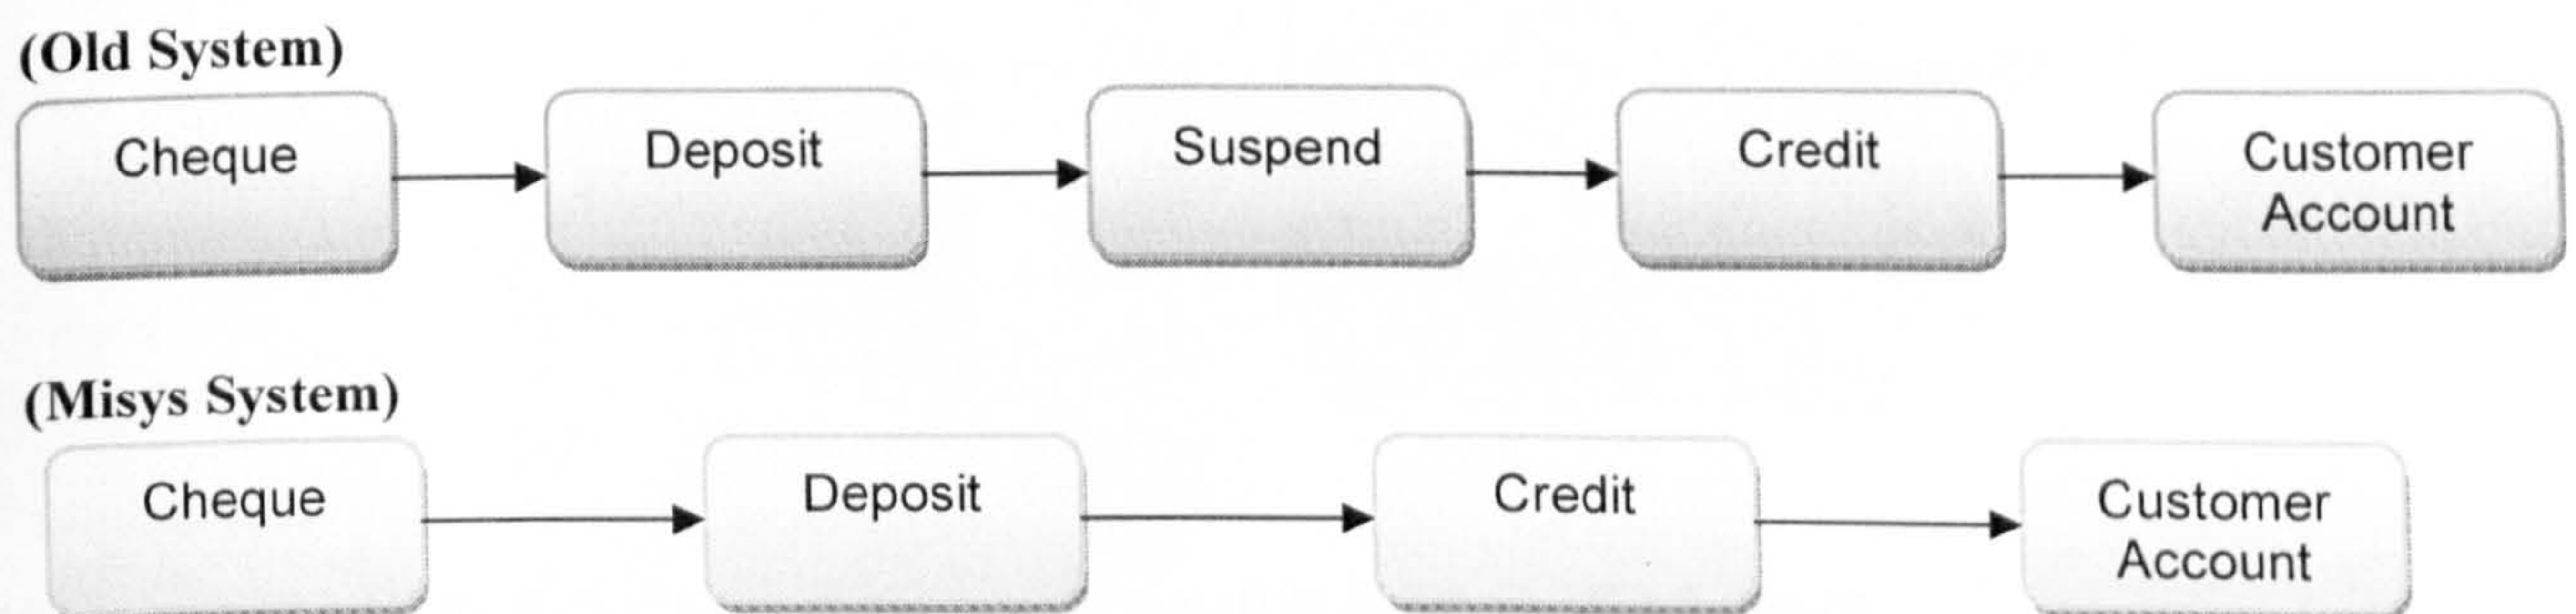 (Old System)
Cheque
Deposit
Suspend
Credit
Customer
Account
(Misys System)
Cheque
Deposit
Credit
Customer
Account